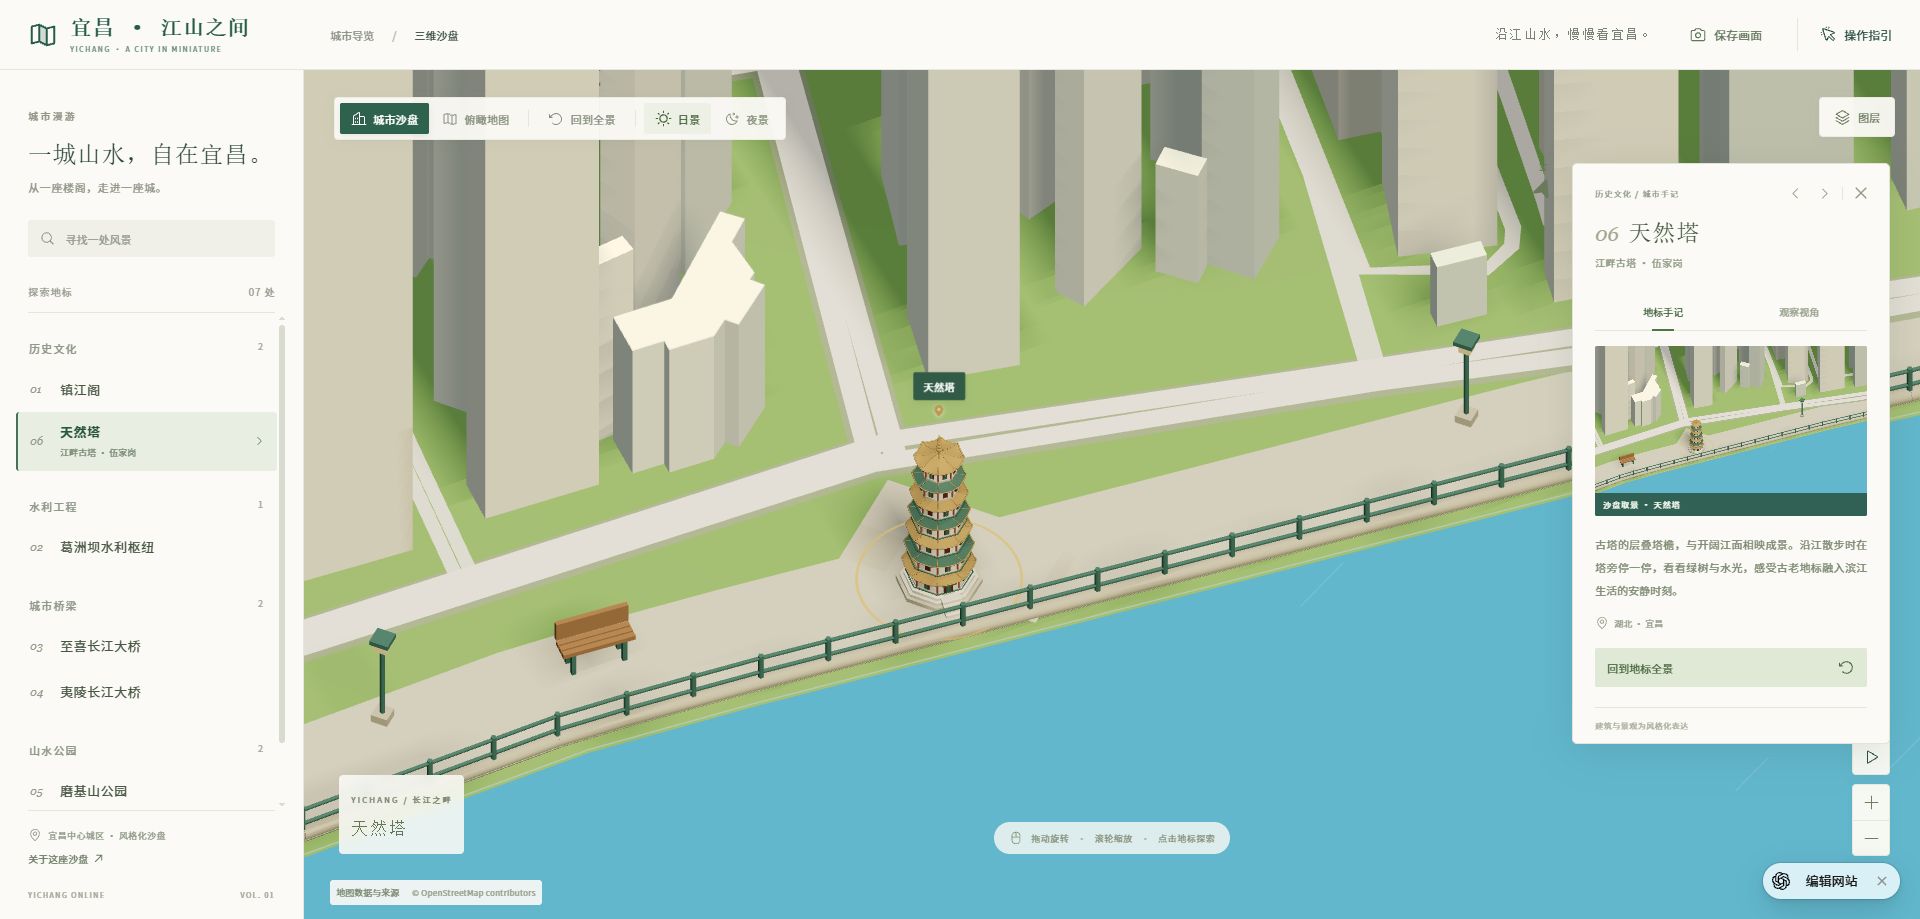 宜昌 · 江山之间
YICHANG · A CITY IN MINIATURE
城市导览 / 三维沙盘
沿江山水，慢慢看宜昌。
保存画面
操作指引
城市漫游
一城山水，自在宜昌。
从一座楼阁，走进一座城。
寻找一处风景
探索地标 07 处
历史文化 2
01 镇江阁
06 天然塔
江畔古塔 · 伍家岗
水利工程 1
02 葛洲坝水利枢纽
城市桥梁 2
03 至喜长江大桥
04 夷陵长江大桥
山水公园 2
05 磨基山公园
宜昌中心城区 · 风格化沙盘
关于这座沙盘
YICHANG ONLINE VOL. 01
城市沙盘
俯瞰地图
回到全景
日景
夜景
图层
天然塔
历史文化 / 城市手记
06 天然塔
江畔古塔 · 伍家岗
地标手记
观察视角
沙盘取景 · 天然塔
古塔的层叠塔檐，与开阔江面相映成景。沿江散步时在
塔旁停一停，看看绿树与水光，感受古老地标融入滨江
生活的安静时刻。
湖北 · 宜昌
回到地标全景
建筑与景观为风格化表达
YICHANG / 长江之畔
天然塔
拖动旋转 · 滚轮缩放 · 点击地标探索
地图数据与来源 © OpenStreetMap contributors
编辑网站